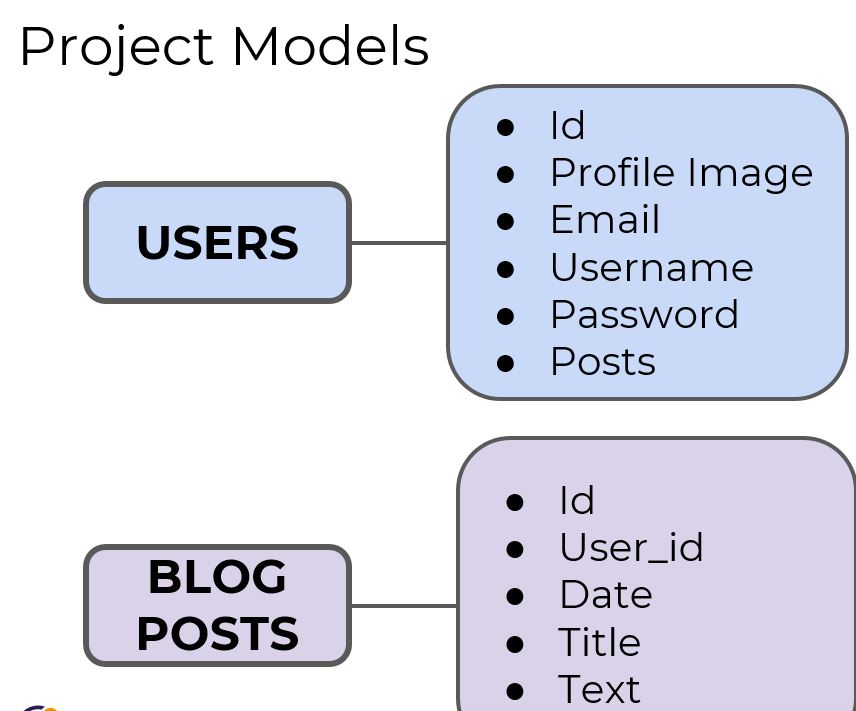 Project Models
USERS
● Id
● Profile Image
● Email
● Username
● Password
● Posts
BLOG
POSTS
● Id
● User_id
● Date
● Title
● Text